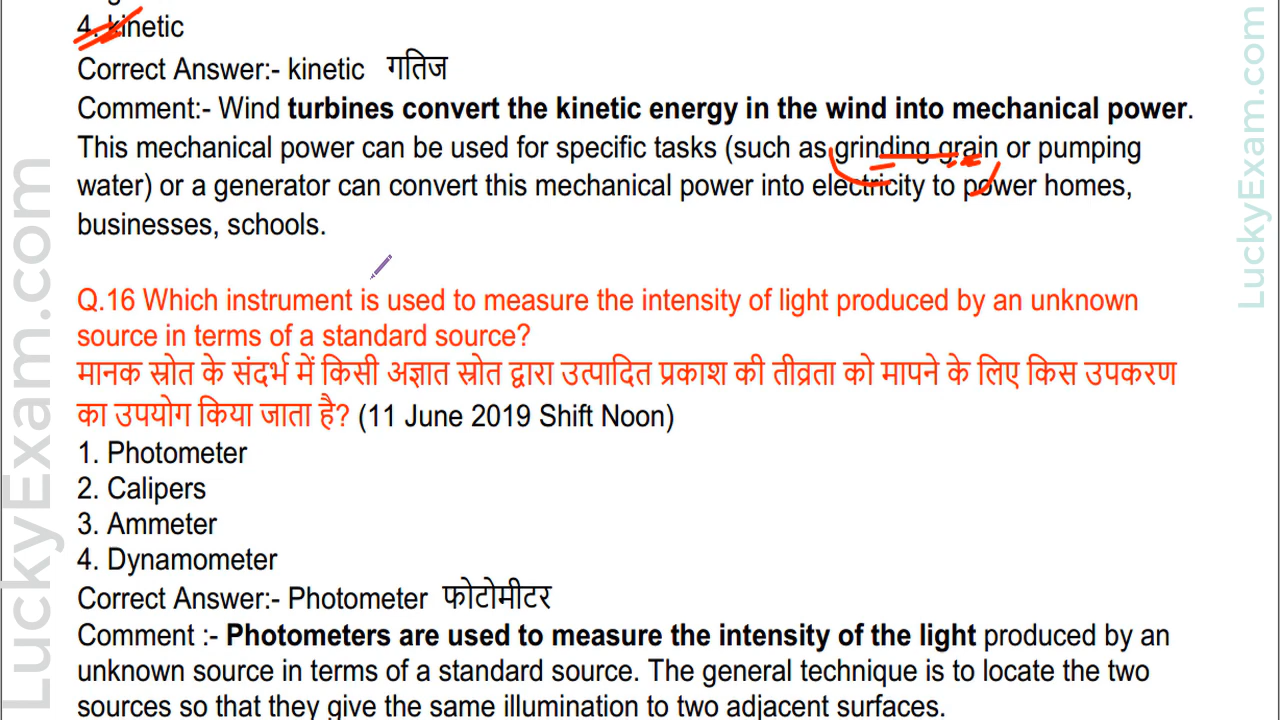 4. kinetic
Correct Answer:- kinetic गतिज
Comment:- Wind turbines convert the kinetic energy in the wind into mechanical power.
This mechanical power can be used for specific tasks (such as grinding grain or pumping
water) or a generator can convert this mechanical power into electricity to power homes,
businesses, schools.
Q.16 Which instrument is used to measure the intensity of light produced by an unknown
source in terms of a standard source?
मानक स्रोत के संदर्भ में किसी अज्ञात स्रोत द्वारा उत्पादित प्रकाश की तीव्रता को मापने के लिए किस उपकरण
का उपयोग किया जाता है? (11 June 2019 Shift Noon)
1. Photometer
2. Calipers
3. Ammeter
4. Dynamometer
Correct Answer:- Photometer फोटोमीटर
Comment :- Photometers are used to measure the intensity of the light produced by an
unknown source in terms of a standard source. The general technique is to locate the two
sources so that they give the same illumination to two adjacent surfaces.
LuckyExam.com
LuckyExam.com